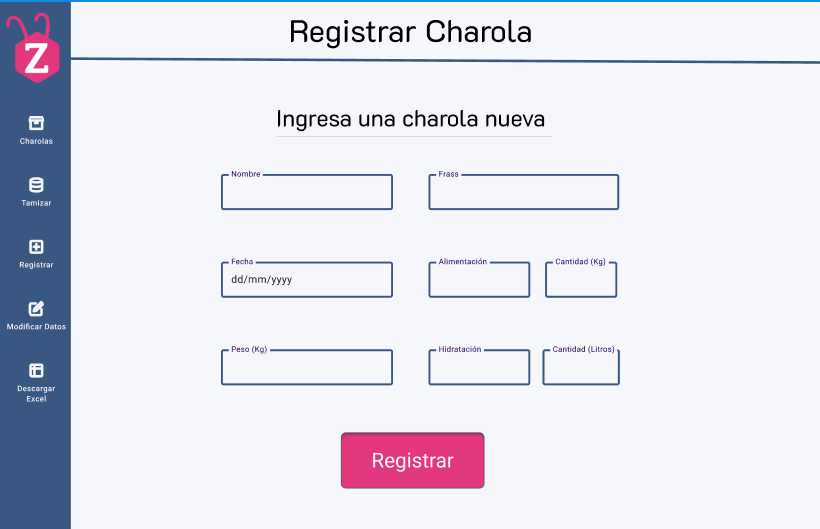 Z
Registrar Charola
Charolas
Tamizar
Registrar
Modificar Datos
Descargar
Excel
Ingresa una charola nueva
Nombre
Frass
Fecha
dd/mm/yyyy
Alimentación
Cantidad (Kg)
Peso (Kg)
Hidratación
Cantidad (Litros)
Registrar